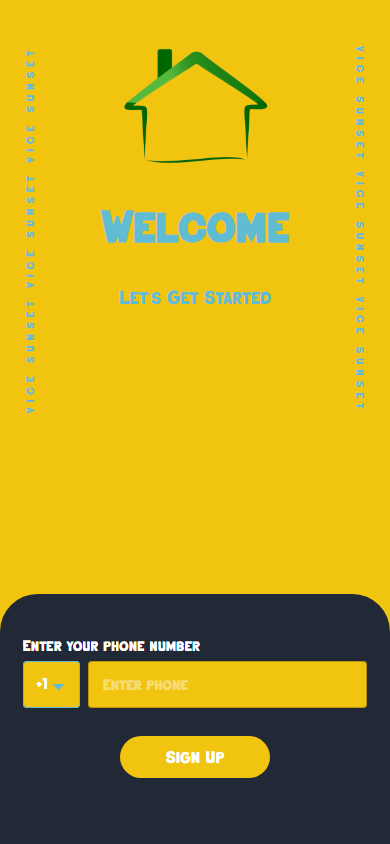 VICE SUNSET VICE SUNSET VICE SUNSET
VICE SUNSET VICE SUNSET VICE SUNSET
Welcome
Let's Get Started
Enter your phone number
+1
Enter phone
Sign Up